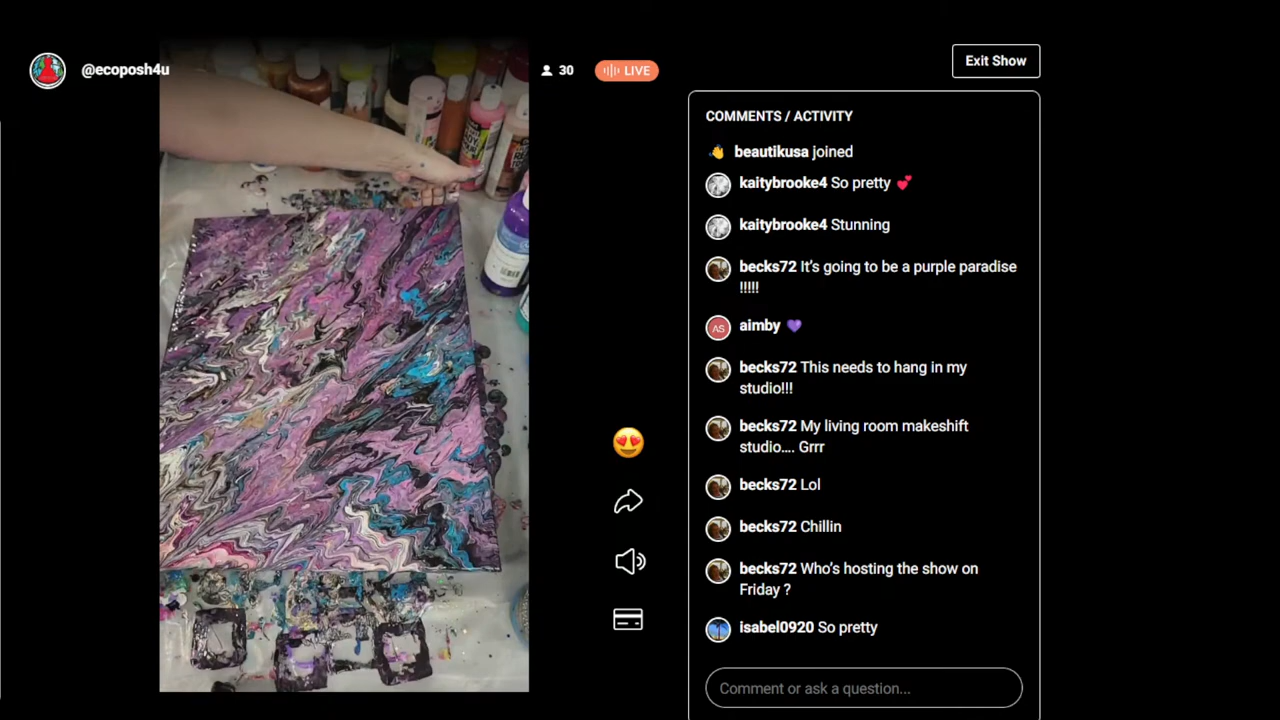 @ecoposh4u
30
LIVE
Exit Show
COMMENTS / ACTIVITY
beautikusa joined
kaitybrooke4 So pretty 💕
kaitybrooke4 Stunning
becks72 It's going to be a purple paradise
!!!!!
AS
aimby 💜
becks72 This needs to hang in my
studio!!!
becks72 My living room makeshift
studio.... Grrr
becks72 Lol
becks72 Chillin
becks72 Who's hosting the show on
Friday ?
isabel0920 So pretty
Comment or ask a question...